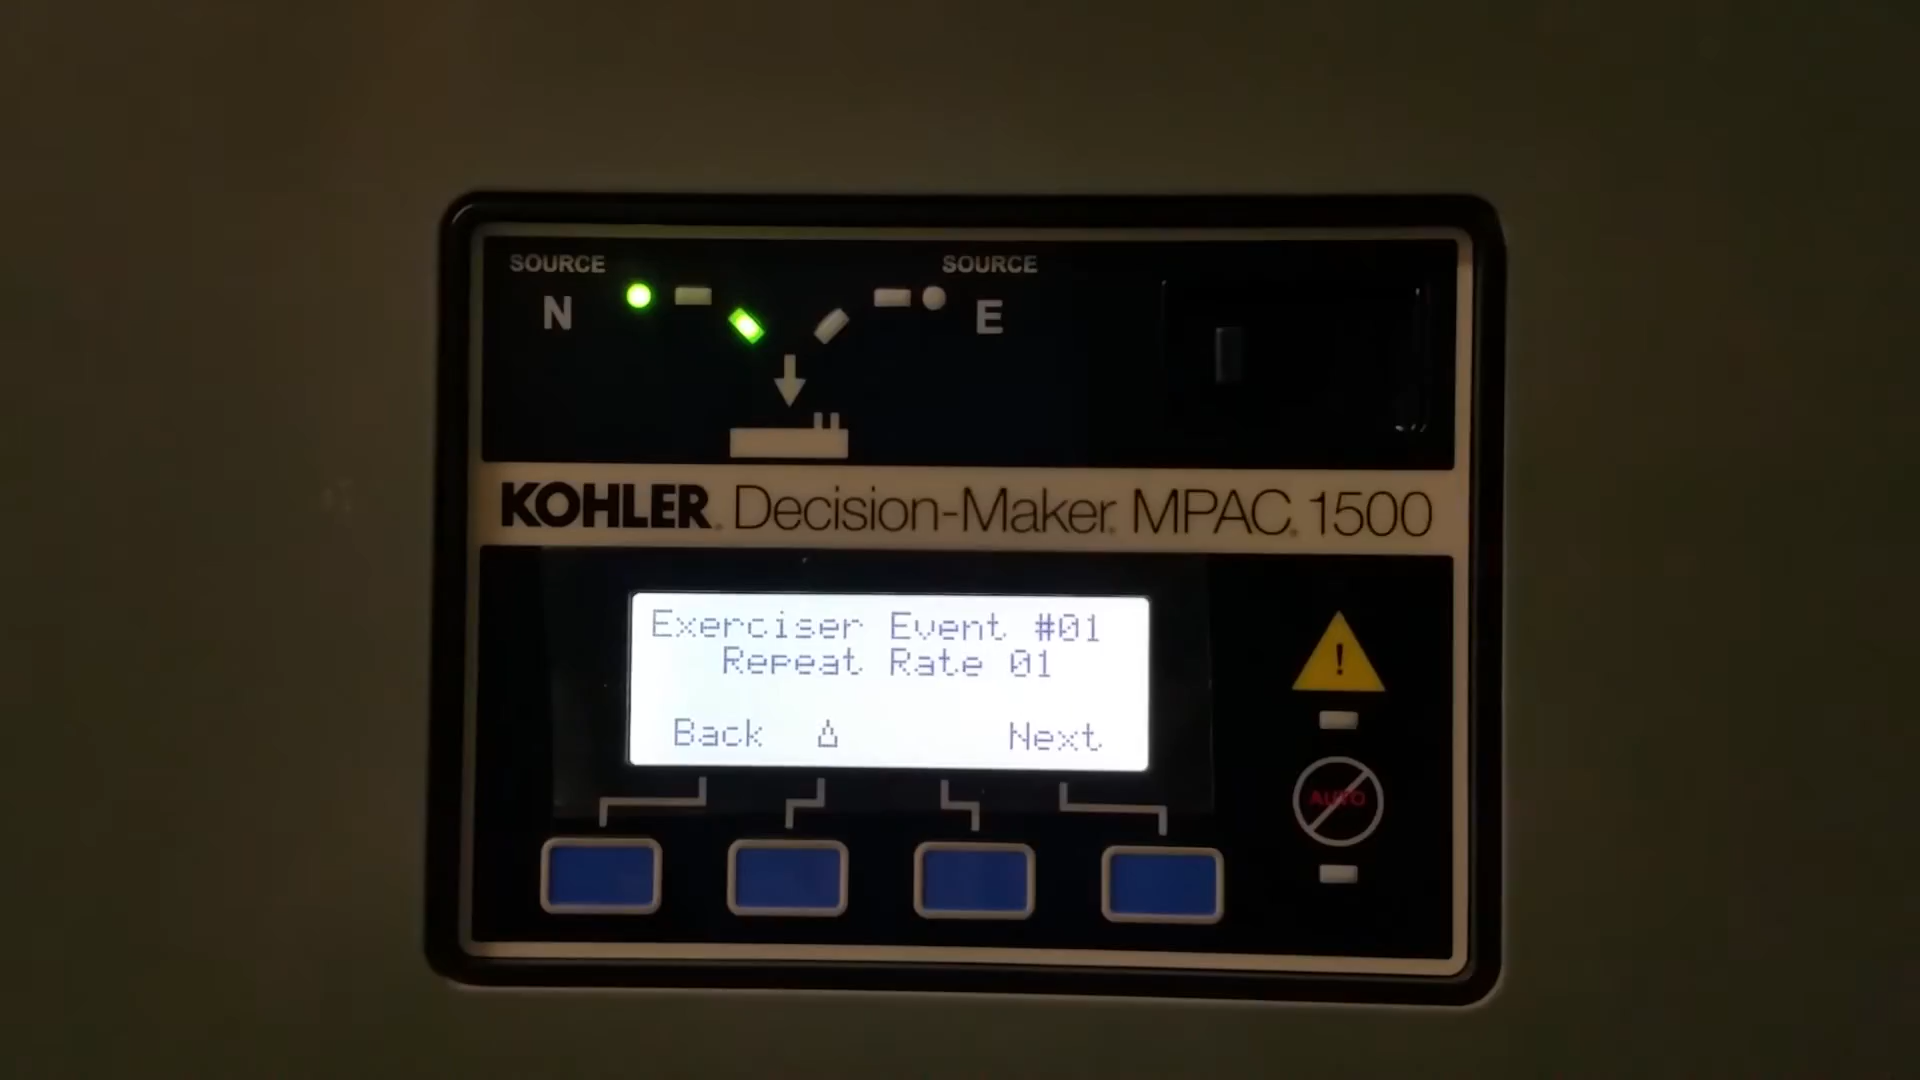 SOURCE
N
SOURCE
E
KOHLER. Decision-Maker. MPAC. 1500
Exerciser Event #01
Repeat Rate 01
Back Δ Next
!
AUTO